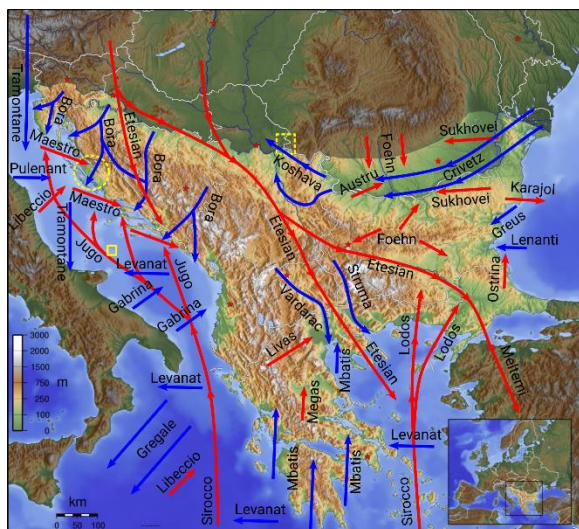 Tramontane
Bora
Bora
Etesian
Bora
Bora
Maestro
Pulenant
Libeccio
Maestro
Tramontane
Jugo
Jugo
Levanat
Gabrina
Gabrina
Koshava
Austru
Foehn
Sukhovei
Crivetz
Sukhovei
Karajol
Greus
Lenanti
Ostrina
Foehn
Etesian
Etesian
Struma
Vardarac
Etesian
Livas
Mbatis
Megas
Lodos
Lodos
Meltemi
3000
2000
1000
500
250
100
0
m
Levanat
Gregale
Libeccio
Sirocco
Levanat
Mbatis
Mbatis
Levanat
Sirocco
km
0 50 100